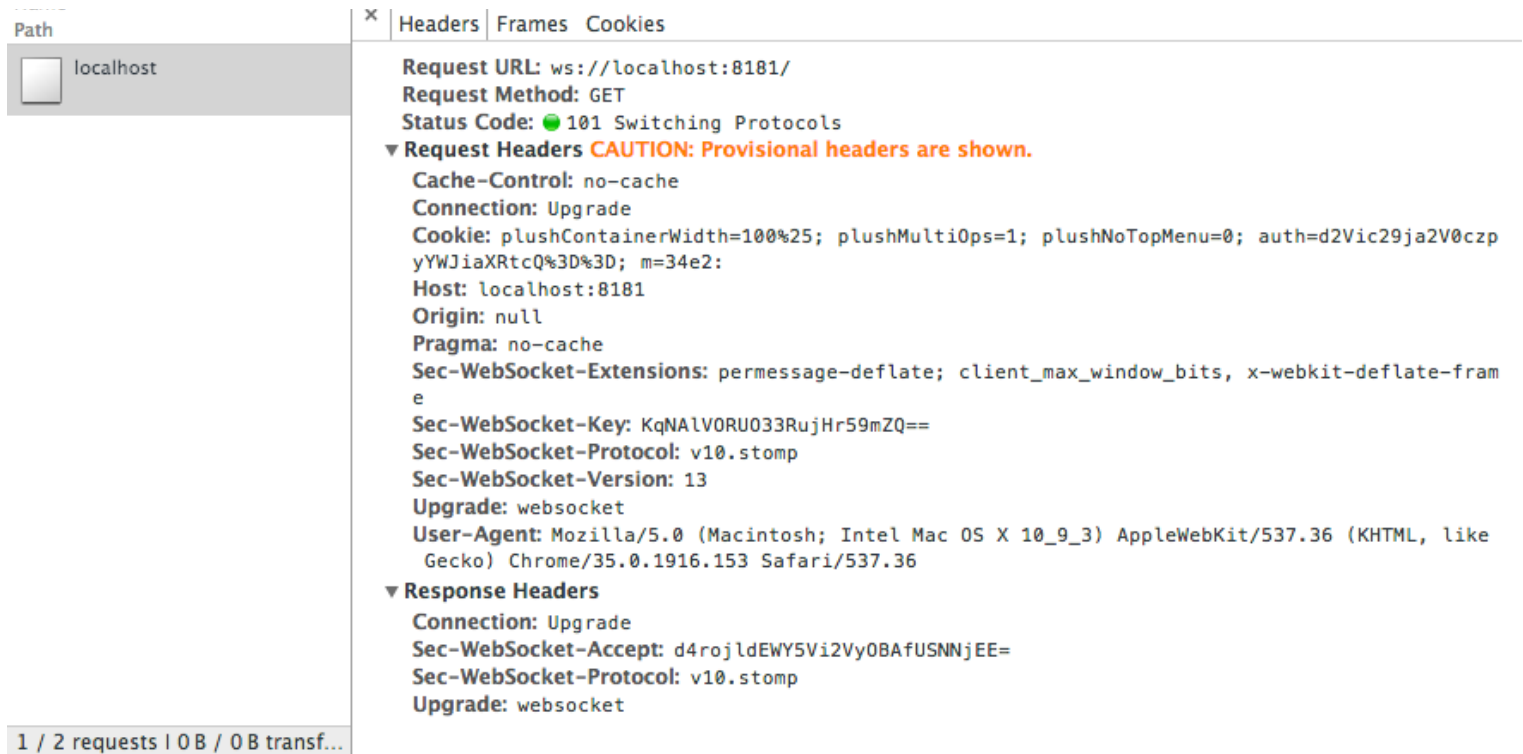 Path
localhost
× Headers Frames Cookies
Request URL: ws://localhost:8181/
Request Method: GET
Status Code: 101 Switching Protocols
▼ Request Headers CAUTION: Provisional headers are shown.
Cache-Control: no-cache
Connection: Upgrade
Cookie: plushContainerWidth=100%25; plushMultiOps=1; plushNoTopMenu=0; auth=d2Vic29ja2V0czp
yYWJiaXRtcQ%3D%3D; m=34e2:
Host: localhost:8181
Origin: null
Pragma: no-cache
Sec-WebSocket-Extensions: permessage-deflate; client_max_window_bits, x-webkit-deflate-fram
e
Sec-WebSocket-Key: KqNAlVORUO33RujHr59mZQ==
Sec-WebSocket-Protocol: v10.stomp
Sec-WebSocket-Version: 13
Upgrade: websocket
User-Agent: Mozilla/5.0 (Macintosh; Intel Mac OS X 10_9_3) AppleWebKit/537.36 (KHTML, like
Gecko) Chrome/35.0.1916.153 Safari/537.36
▼ Response Headers
Connection: Upgrade
Sec-WebSocket-Accept: d4rojldEWY5Vi2VyOBAfUSNNjEE=
Sec-WebSocket-Protocol: v10.stomp
Upgrade: websocket
1 / 2 requests | 0 B / 0 B transf...